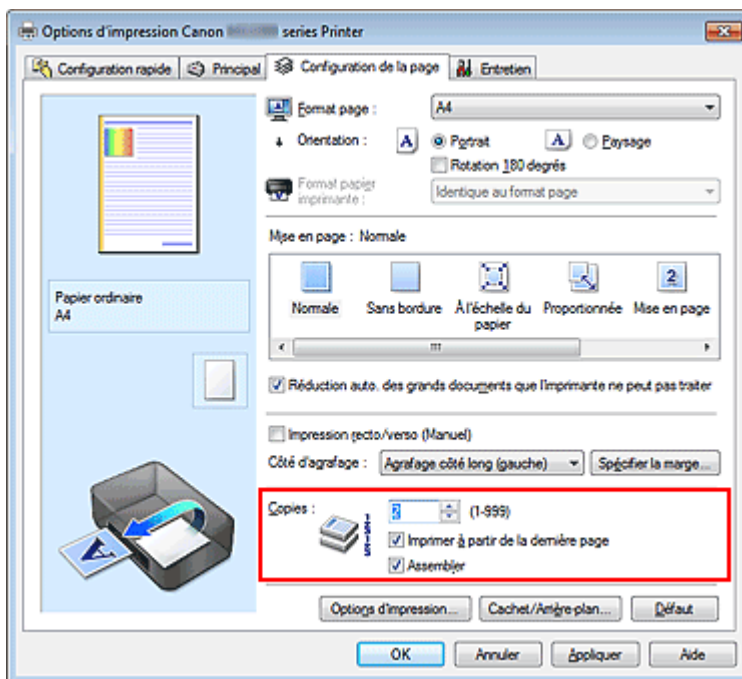 Options d'impression Canon series Printer
Configuration rapide Principal Configuration de la page Entretien
Format page : A4
Orientation : A Portrait A Paysage
Rotation 180 degrés
Format papier imprimante : Identique au format page
Mise en page : Normale
Normale Sans bordure À l'échelle du papier Proportionnée 2 Mise en page
Papier ordinaire
A4
Réduction auto. des grands documents que l'imprimante ne peut pas traiter
Impression recto/verso (Manuel)
Côté d'agrafage : Agrafage côté long (gauche) Spécifier la marge...
Copies : 2 (1-999)
Imprimer à partir de la dernière page
Assembler
A
Options d'impression... Cachet/Arrière-plan... Défaut
OK Annuler Appliquer Aide